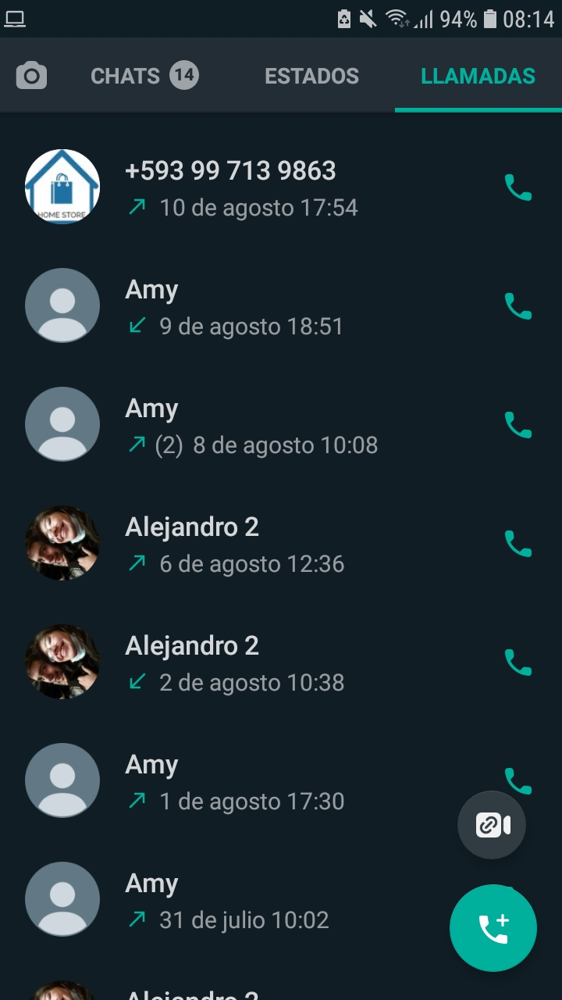 94% 08:14
CHATS 14 ESTADOS LLAMADAS
HOME STORE
+593 99 713 9863
10 de agosto 17:54
Amy
9 de agosto 18:51
Amy
(2) 8 de agosto 10:08
Alejandro 2
6 de agosto 12:36
Alejandro 2
2 de agosto 10:38
Amy
1 de agosto 17:30
Amy
31 de julio 10:02
Alejandro 2